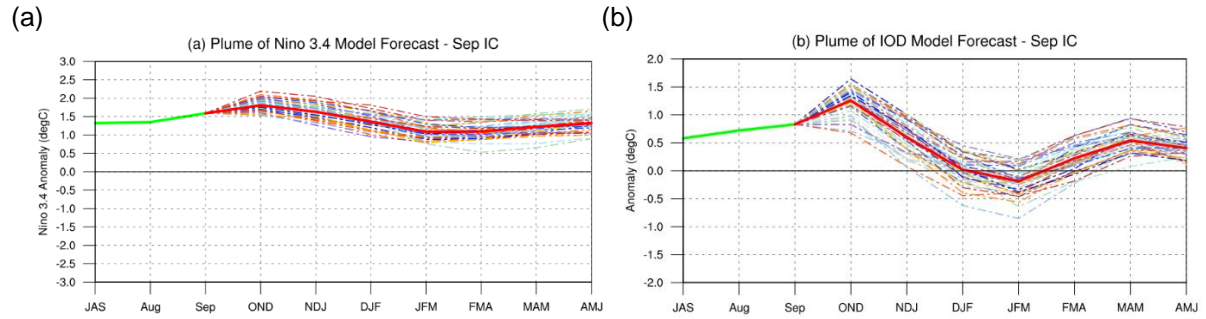 (a)
(a) Plume of Nino 3.4 Model Forecast - Sep IC
Nino 3.4 Anomaly (degC)
3.0
2.5
2.0
1.5
1.0
0.5
0.0
-0.5
-1.0
-1.5
-2.0
-2.5
-3.0
JAS Aug Sep OND NDJ DJF JFM FMA MAM AMJ
(b)
(b) Plume of IOD Model Forecast - Sep IC
Anomaly (degC)
2.0
1.5
1.0
0.5
0.0
-0.5
-1.0
-1.5
-2.0
JAS Aug Sep OND NDJ DJF JFM FMA MAM AMJ